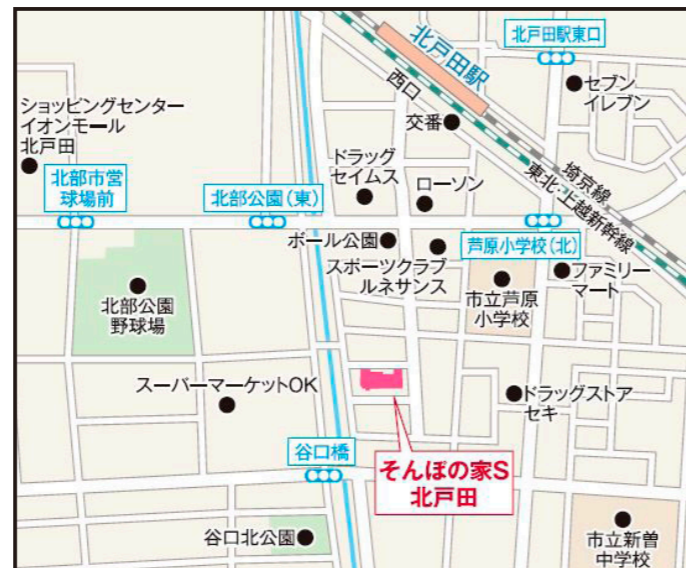 北戸田駅東口
北戸田駅
西口
セブン
イレブン
ショッピングセンター
イオンモール
北戸田
交番
ドラッグ
セイムス
ローソン
埼京線
東北・上越新幹線
北部市営
球場前
北部公園(東)
ポール公園
スポーツクラブ
ルネサンス
芦原小学校(北)
ファミリー
マート
市立芦原
小学校
北部公園
野球場
スーパーマーケットOK
ドラッグストア
セキ
谷口橋
そんぽの家S
北戸田
谷口北公園
市立新曽
中学校